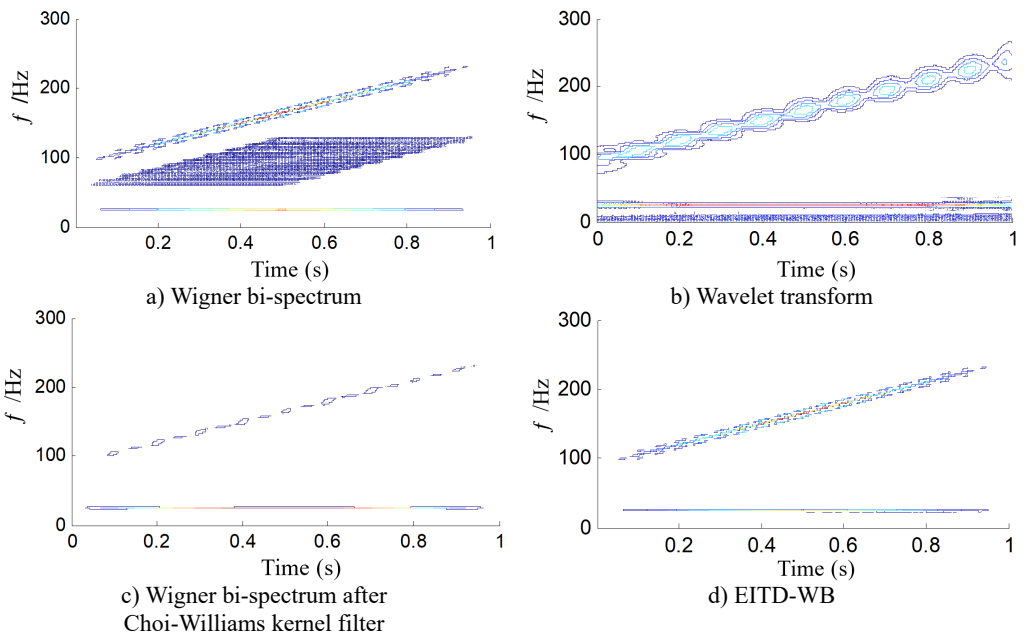 300
200
100
0
f /Hz
0.2 0.4 0.6 0.8 1
Time (s)
a) Wigner bi-spectrum
300
200
100
0
f /Hz
0 0.2 0.4 0.6 0.8 1
Time (s)
b) Wavelet transform
300
200
100
0
f /Hz
0 0.2 0.4 0.6 0.8 1
Time (s)
c) Wigner bi-spectrum after
Choi-Williams kernel filter
300
200
100
0
f /Hz
0.2 0.4 0.6 0.8 1
Time (s)
d) EITD-WB